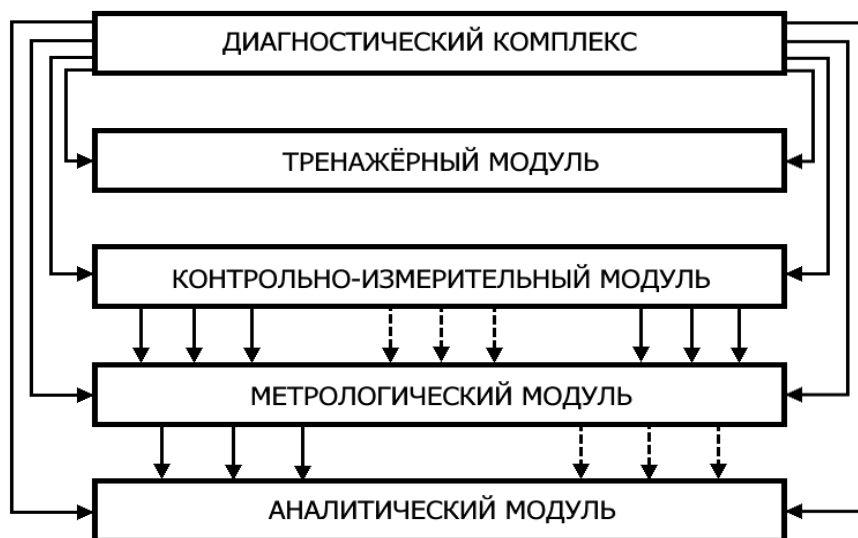 ДИАГНОСТИЧЕСКИЙ КОМПЛЕКС
ТРЕНАЖЁРНЫЙ МОДУЛЬ
КОНТРОЛЬНО-ИЗМЕРИТЕЛЬНЫЙ МОДУЛЬ
МЕТРОЛОГИЧЕСКИЙ МОДУЛЬ
АНАЛИТИЧЕСКИЙ МОДУЛЬ